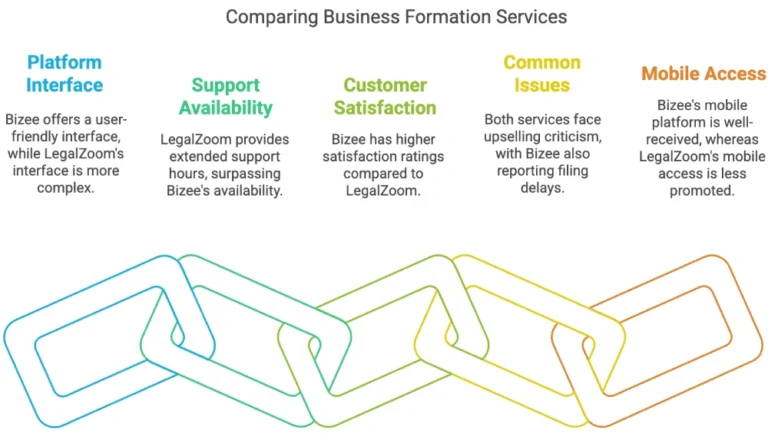 Comparing Business Formation Services
Platform
Interface
Bizee offers a user-
friendly interface,
while LegalZoom's
interface is more
complex.
Support
Availability
LegalZoom provides
extended support
hours, surpassing
Bizee's availability.
Customer
Satisfaction
Bizee has higher
satisfaction ratings
compared to
LegalZoom.
Common
Issues
Both services face
upselling criticism,
with Bizee also
reporting filing
delays.
Mobile Access
Bizee's mobile
platform is well-
received, whereas
LegalZoom's mobile
access is less
promoted.